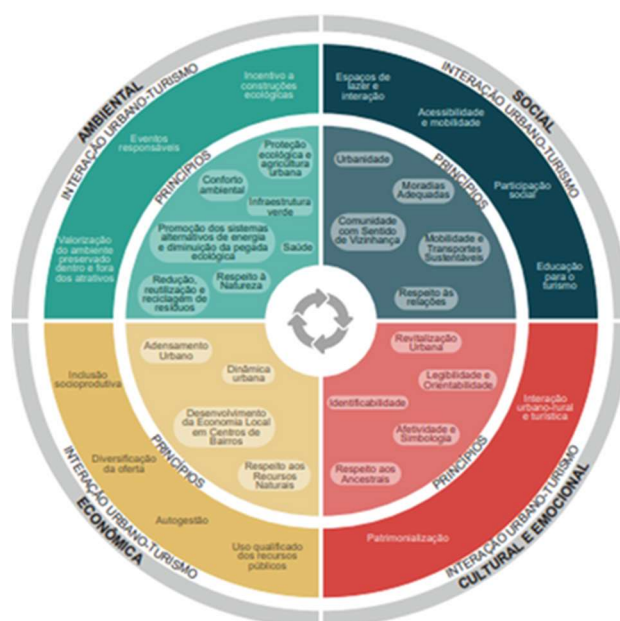 AMBIENTAL
INTERAÇÃO URBANO-TURISMO
Incentivo a
construções
ecológicas
Eventos
responsáveis
Valorização
do ambiente
preservado
dentro e fora
dos atrativos
PRINCÍPIOS
Proteção
ecológica e
agricultura
urbana
Conforto
ambiental
Infraestrutura
verde
Promoção dos sistemas
alternativos de energia
e diminuição da pegada
ecológica
Saúde
Redução,
reutilização e
reciclagem de
resíduos
Respeito à
Natureza
SOCIAL
INTERAÇÃO URBANO-TURISMO
Espaços de
lazer e
interação
Acessibilidade
e mobilidade
Participação
social
Educação
para o
turismo
PRINCÍPIOS
Urbanidade
Moradias
Adequadas
Comunidade
com Sentido de
Vizinhança
Mobilidade e
Transportes
Sustentáveis
Respeito às
relações
ECONÔMICA
INTERAÇÃO URBANO-TURISMO
Inclusão
socioprodutiva
Diversificação
da oferta
Autogestão
Uso qualificado
dos recursos
públicos
PRINCÍPIOS
Adensamento
Urbano
Dinâmica
urbana
Desenvolvimento
da Economia Local
em Centros de
Bairros
Respeito aos
Recursos
Naturais
CULTURAL E EMOCIONAL
INTERAÇÃO URBANO-TURISMO
Interação
urbano-rural
e turística
Patrimonialização
PRINCÍPIOS
Revitalização
Urbana
Legibilidade e
Orientabilidade
Identificabilidade
Afetividade e
Simbologia
Respeito aos
Ancestrais